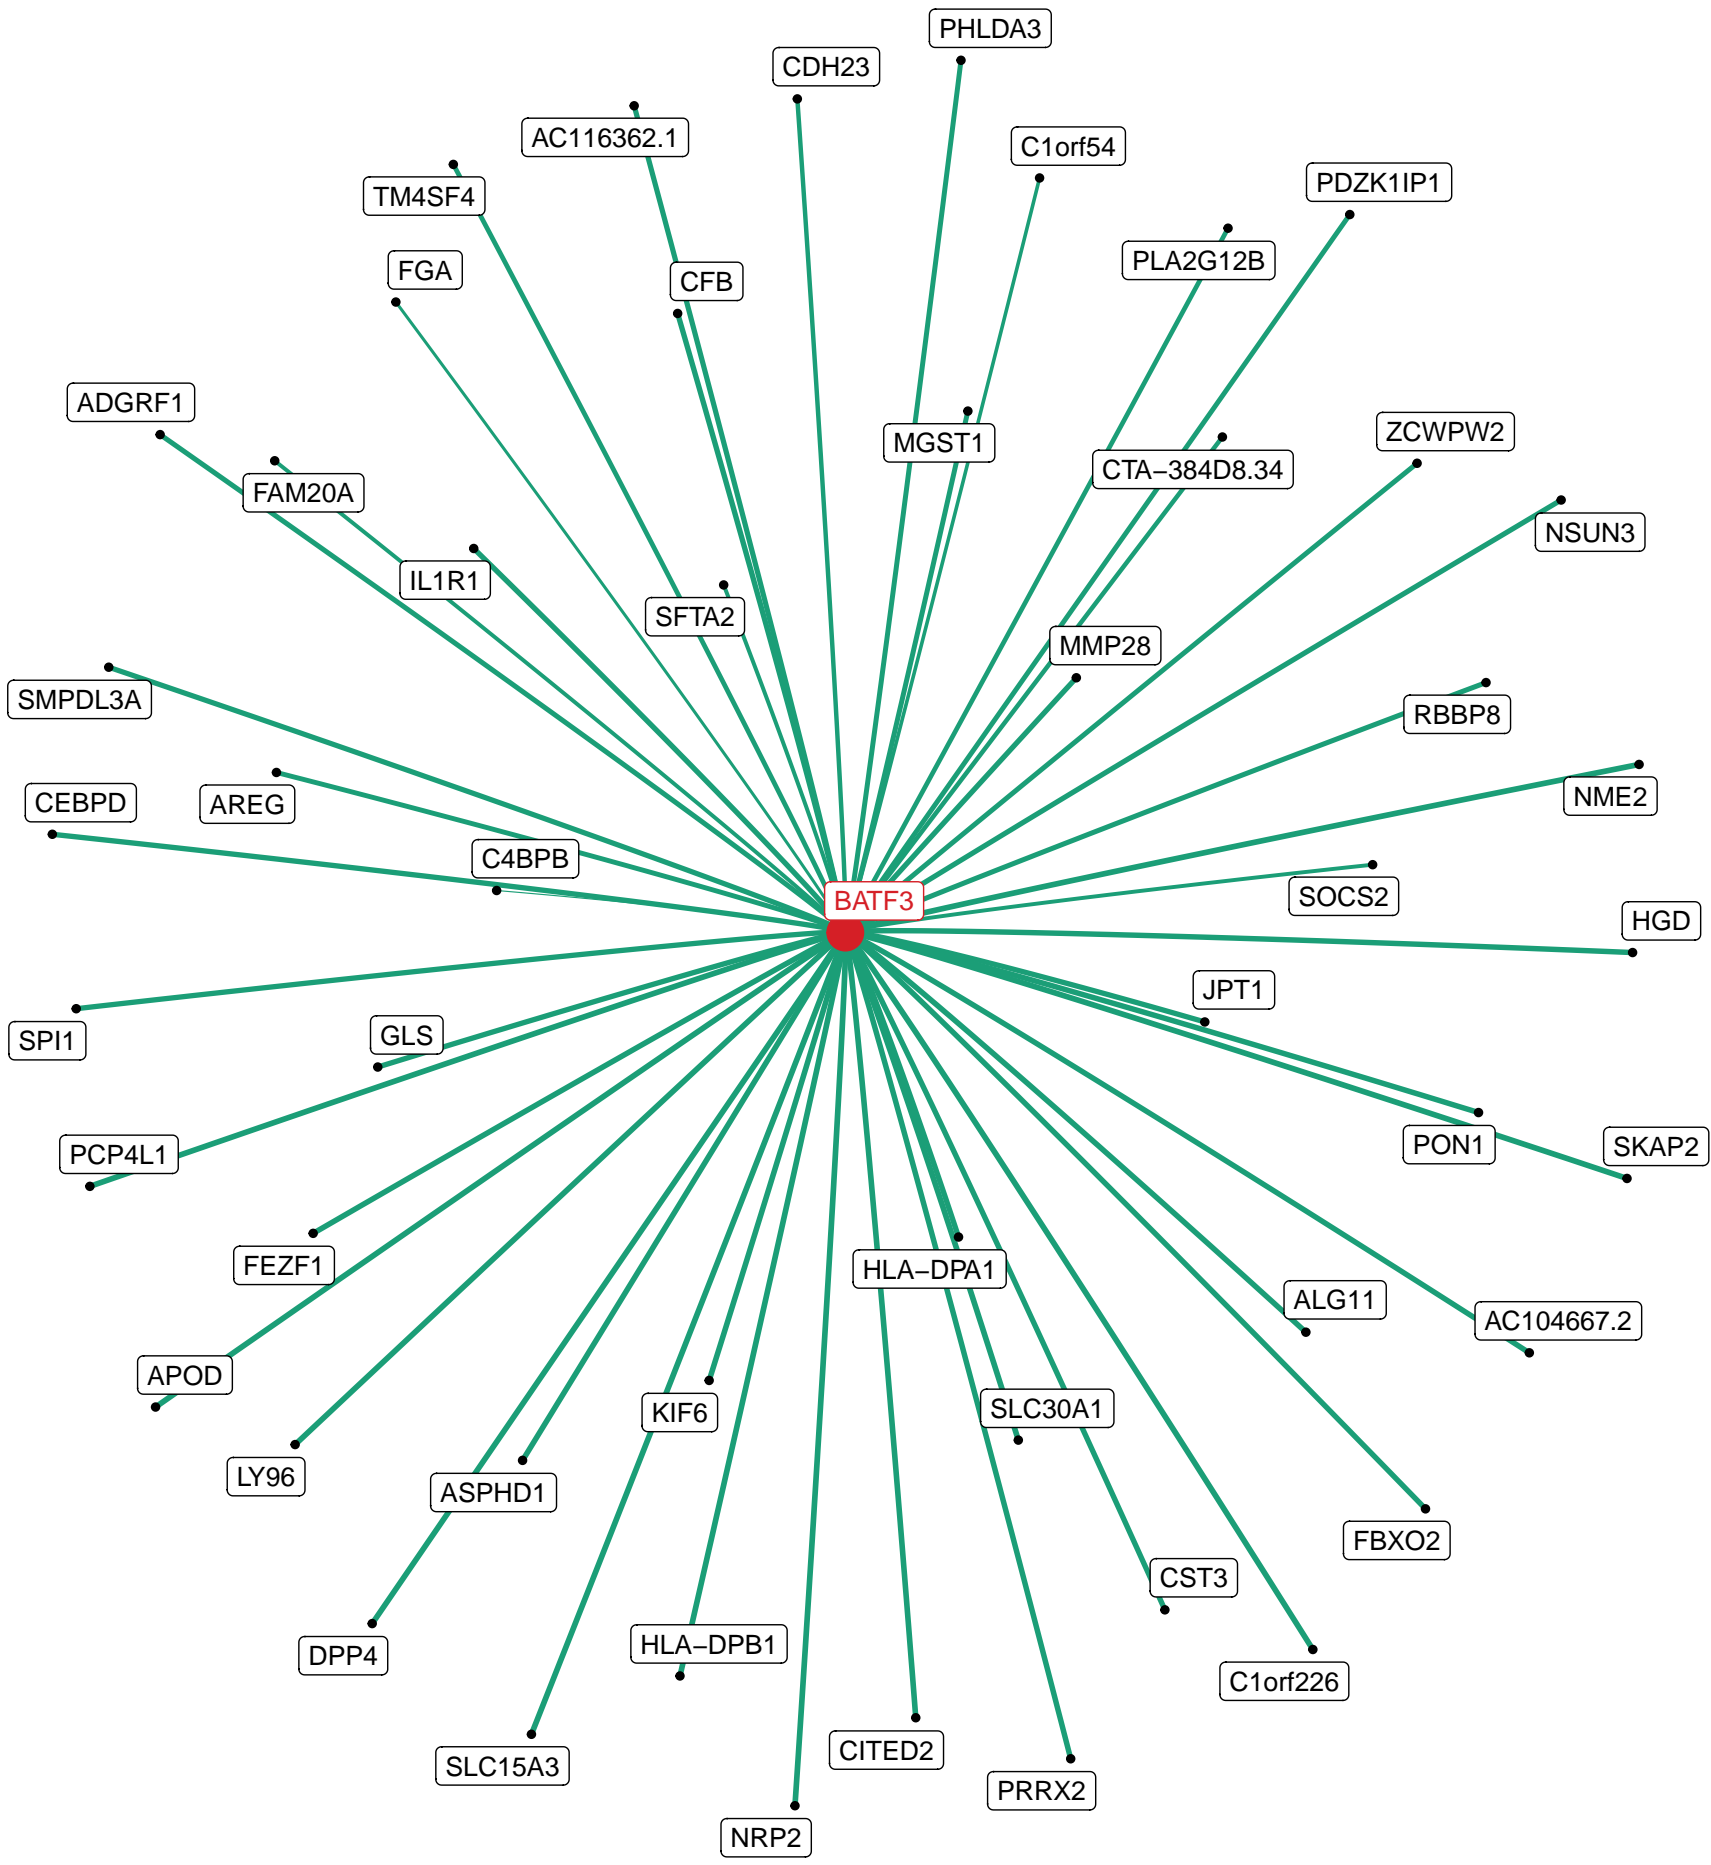 PHLDA3
CDH23
AC116362.1
C1orf54
PDZK1IP1
TM4SF4
PLA2G12B
FGA
CFB
ADGRF1
ZCWPW2
MGST1
CTA−384D8.34
FAM20A
NSUN3
IL1R1
SFTA2
MMP28
SMPDL3A
RBBP8
NME2
CEBPD
AREG
C4BPB
SOCS2
BATF3
HGD
JPT1
GLS
SPI1
PON1
SKAP2
PCP4L1
FEZF1
HLA−DPA1
ALG11
AC104667.2
APOD
SLC30A1
KIF6
LY96
ASPHD1
FBXO2
CST3
HLA−DPB1
DPP4
C1orf226
CITED2
SLC15A3
PRRX2
NRP2